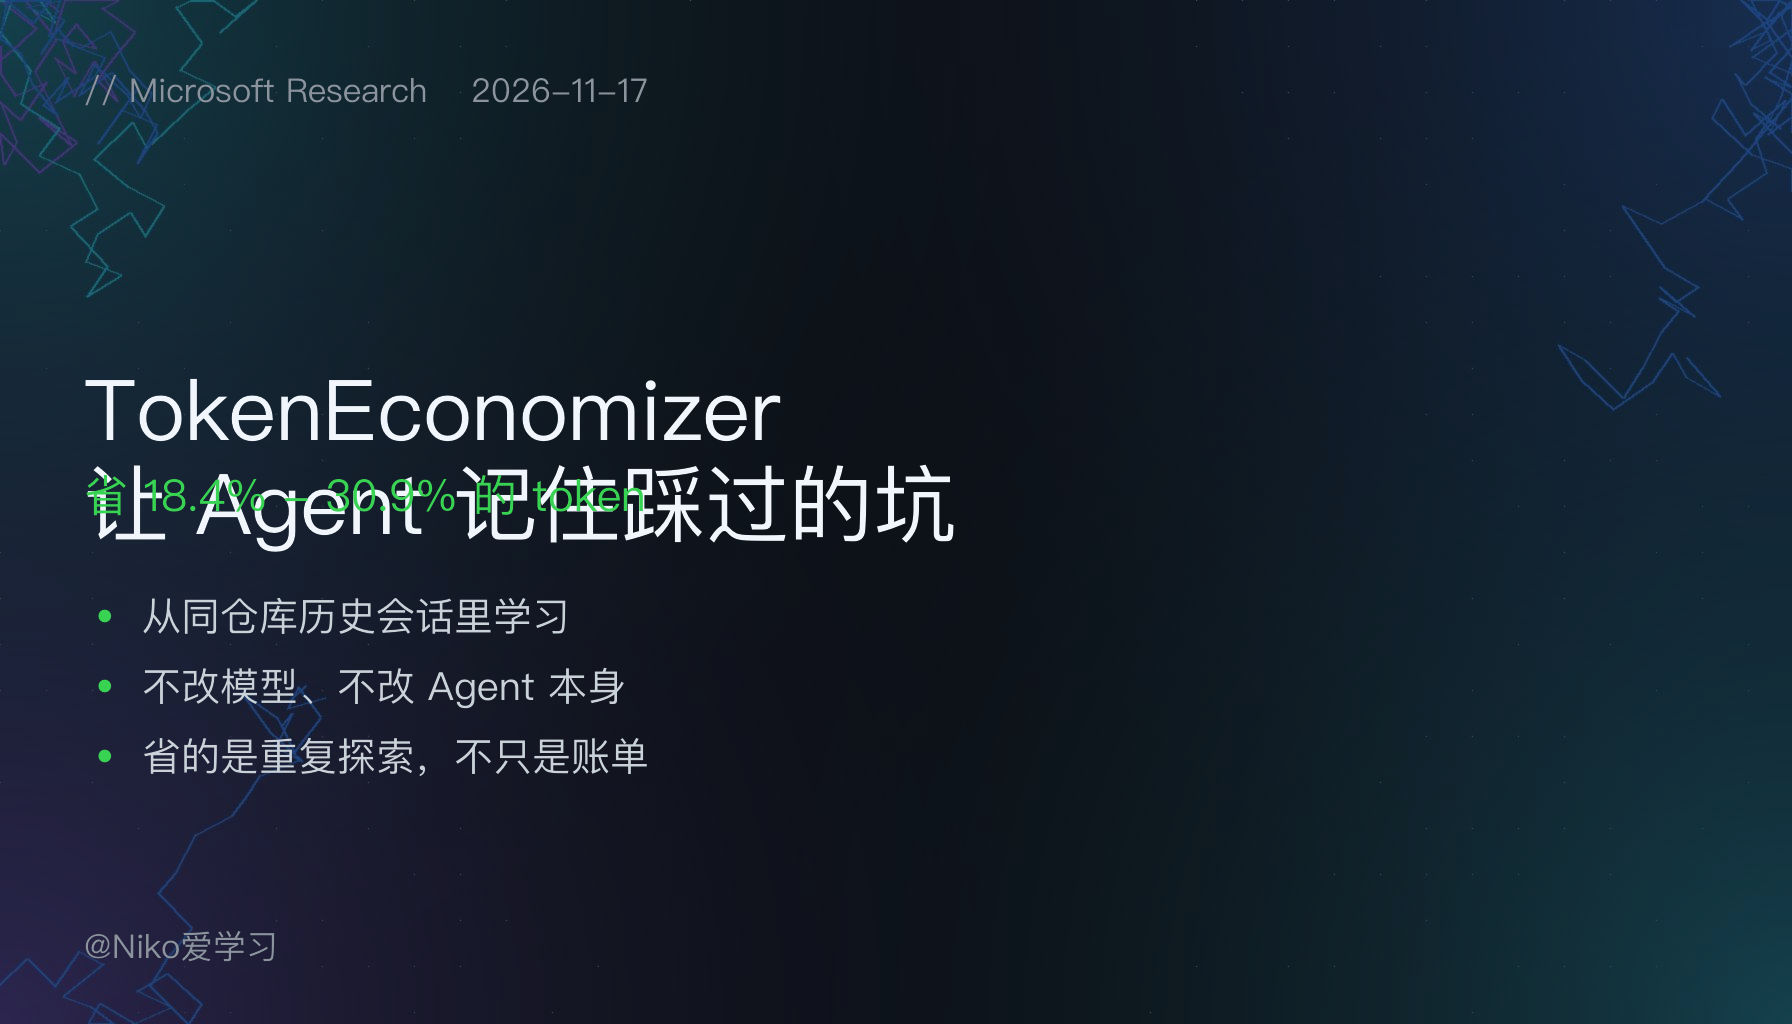 // Microsoft Research 2026-11-17
TokenEconomizer
让 Agent 记住踩过的坑
省 18.4% – 30.9% 的 token
从同仓库历史会话里学习
不改模型、不改 Agent 本身
省的是重复探索，不只是账单
@Niko爱学习